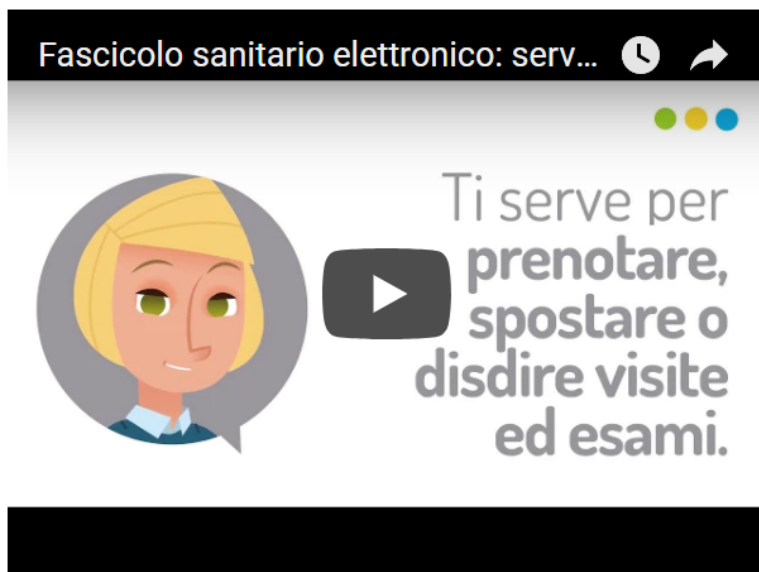 Fascicolo sanitario elettronico: serv...
Ti serve per
prenotare,
spostare o
disdire visite
ed esami.